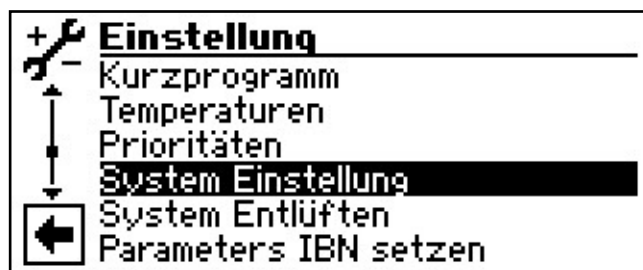 Einstellung
Kurzprogramm
Temperaturen
Prioritäten
System Einstellung
System Entlüften
Parameters IBN setzen